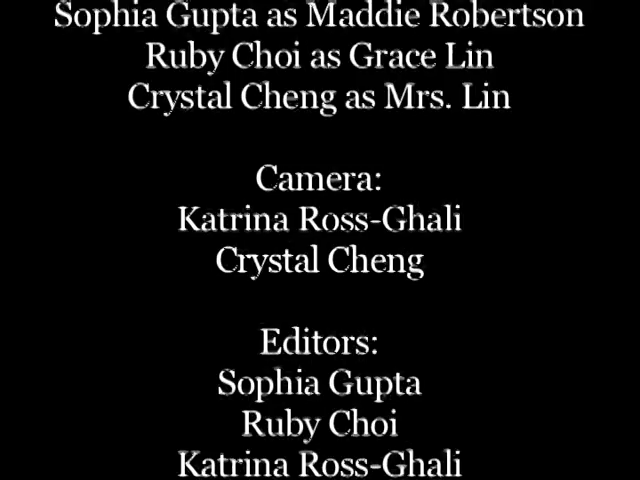 Sophia Gupta as Maddie Robertson
Ruby Choi as Grace Lin
Crystal Cheng as Mrs. Lin
Camera:
Katrina Ross-Ghali
Crystal Cheng
Editors:
Sophia Gupta
Ruby Choi
Katrina Ross-Ghali